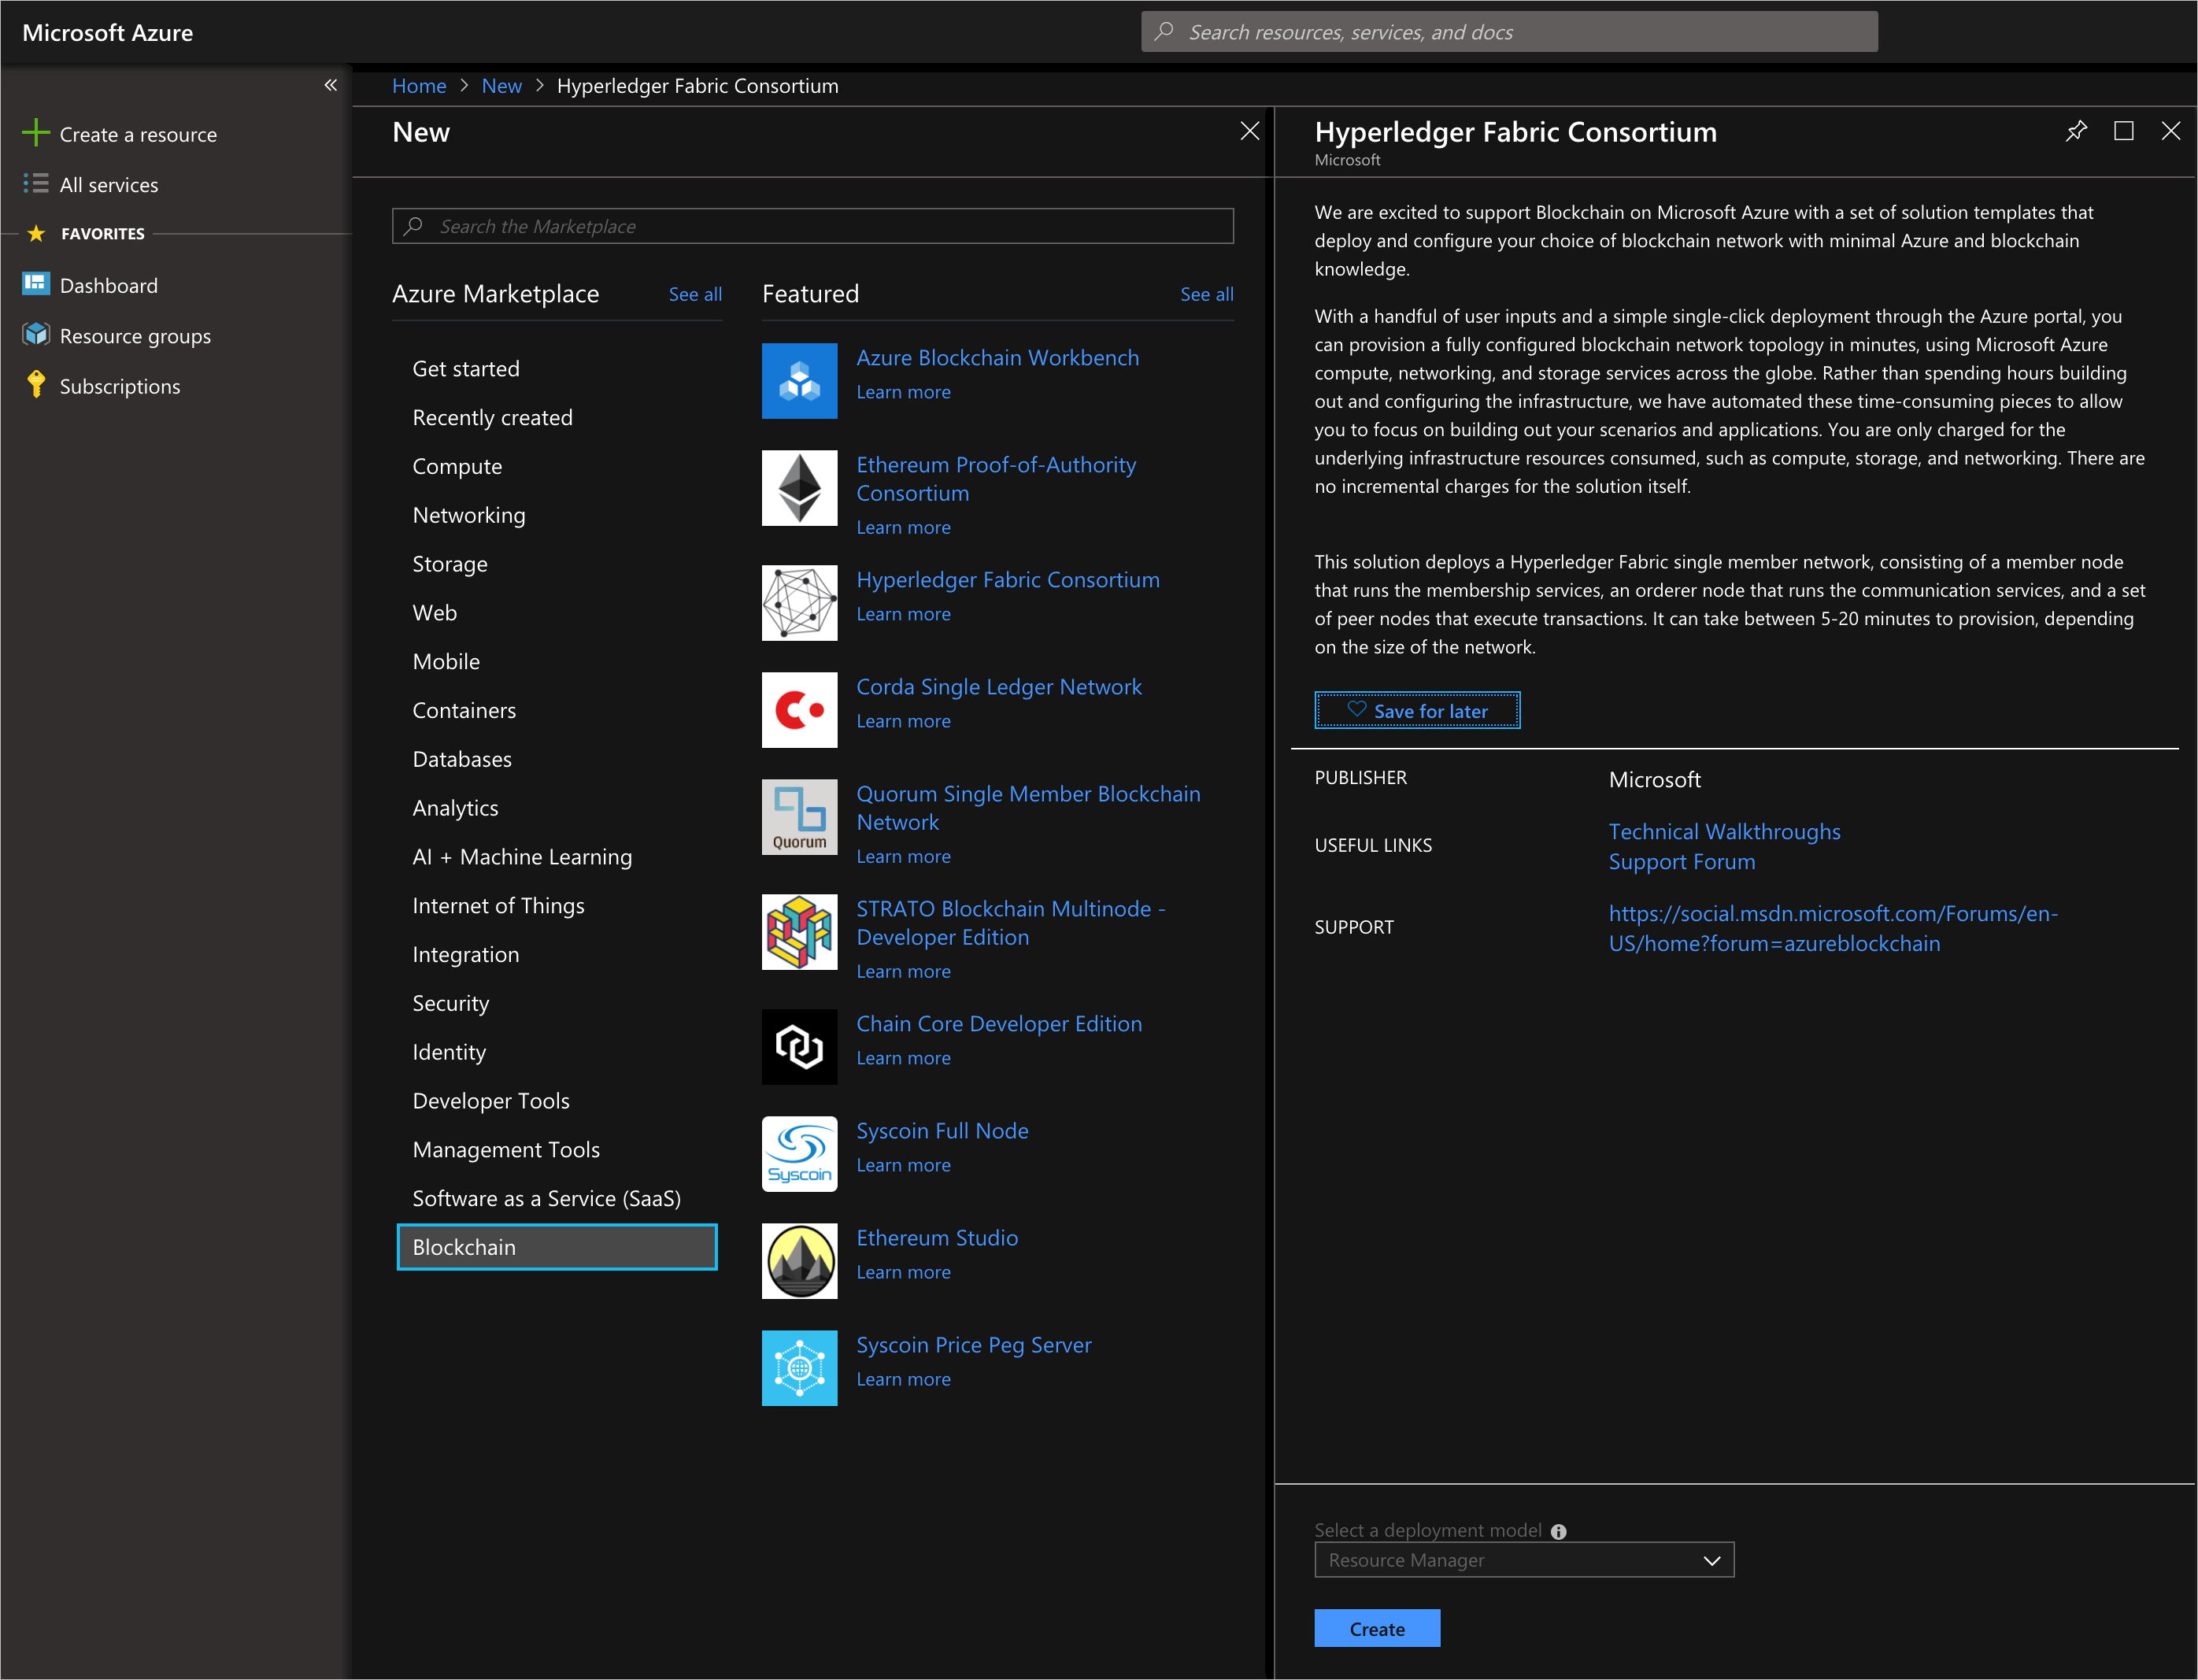 Microsoft Azure
Search resources, services, and docs
Create a resource
All services
FAVORITES
Dashboard
Resource groups
Subscriptions
Home > New > Hyperledger Fabric Consortium
New
Search the Marketplace
Azure Marketplace
See all
Get started
Recently created
Compute
Networking
Storage
Web
Mobile
Containers
Databases
Analytics
AI + Machine Learning
Internet of Things
Integration
Security
Identity
Developer Tools
Management Tools
Software as a Service (SaaS)
Blockchain
Featured
See all
Azure Blockchain Workbench
Learn more
Ethereum Proof-of-Authority
Consortium
Learn more
Hyperledger Fabric Consortium
Learn more
Corda Single Ledger Network
Learn more
Quorum
Quorum Single Member Blockchain
Network
Learn more
STRATO Blockchain Multinode -
Developer Edition
Learn more
Chain Core Developer Edition
Learn more
Syscoin
Syscoin Full Node
Learn more
Ethereum Studio
Learn more
Syscoin Price Peg Server
Learn more
Hyperledger Fabric Consortium
Microsoft
We are excited to support Blockchain on Microsoft Azure with a set of solution templates that
deploy and configure your choice of blockchain network with minimal Azure and blockchain
knowledge.
With a handful of user inputs and a simple single-click deployment through the Azure portal, you
can provision a fully configured blockchain network topology in minutes, using Microsoft Azure
compute, networking, and storage services across the globe. Rather than spending hours building
out and configuring the infrastructure, we have automated these time-consuming pieces to allow
you to focus on building out your scenarios and applications. You are only charged for the
underlying infrastructure resources consumed, such as compute, storage, and networking. There are
no incremental charges for the solution itself.
This solution deploys a Hyperledger Fabric single member network, consisting of a member node
that runs the membership services, an orderer node that runs the communication services, and a set
of peer nodes that execute transactions. It can take between 5-20 minutes to provision, depending
on the size of the network.
Save for later
PUBLISHER
Microsoft
USEFUL LINKS
Technical Walkthroughs
Support Forum
SUPPORT
https://social.msdn.microsoft.com/Forums/en-
US/home?forum=azureblockchain
Select a deployment model
Resource Manager
Create